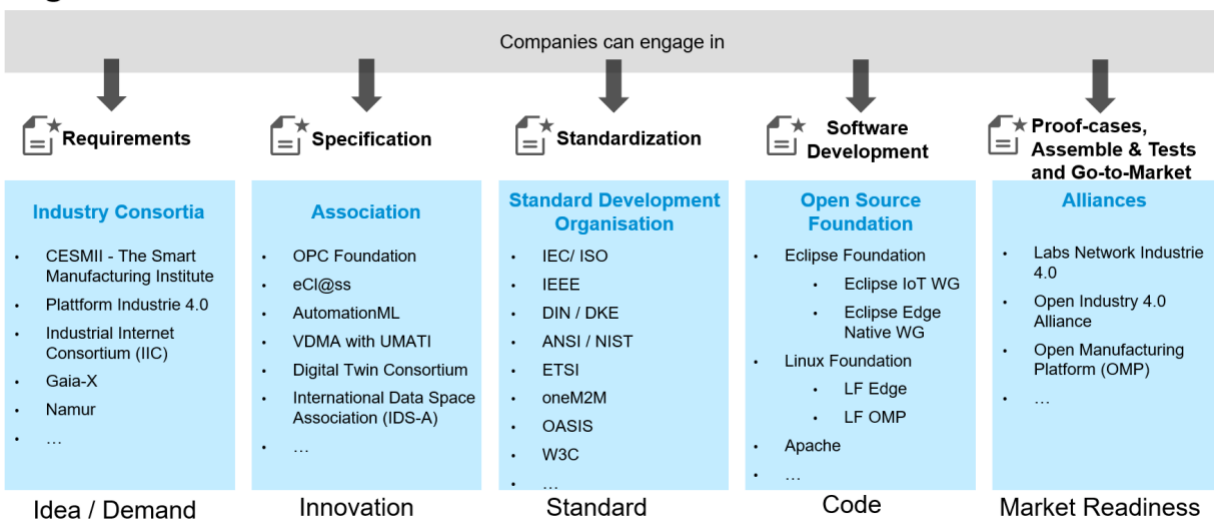 Companies can engage in
Requirements
Industry Consortia
• CESMII - The Smart
Manufacturing Institute
• Plattform Industrie 4.0
• Industrial Internet
Consortium (IIC)
• Gaia-X
• Namur
• …
Idea / Demand
Specification
Association
• OPC Foundation
• eCl@ss
• AutomationML
• VDMA with UMATI
• Digital Twin Consortium
• International Data Space
Association (IDS-A)
• …
Innovation
Standardization
Standard Development
Organisation
• IEC/ ISO
• IEEE
• DIN / DKE
• ANSI / NIST
• ETSI
• oneM2M
• OASIS
• W3C
• …
Standard
Software
Development
Open Source
Foundation
• Eclipse Foundation
• Eclipse IoT WG
• Eclipse Edge
Native WG
• Linux Foundation
• LF Edge
• LF OMP
• Apache
• …
Code
Proof-cases,
Assemble & Tests
and Go-to-Market
Alliances
• Labs Network Industrie
4.0
• Open Industry 4.0
Alliance
• Open Manufacturing
Platform (OMP)
• …
Market Readiness